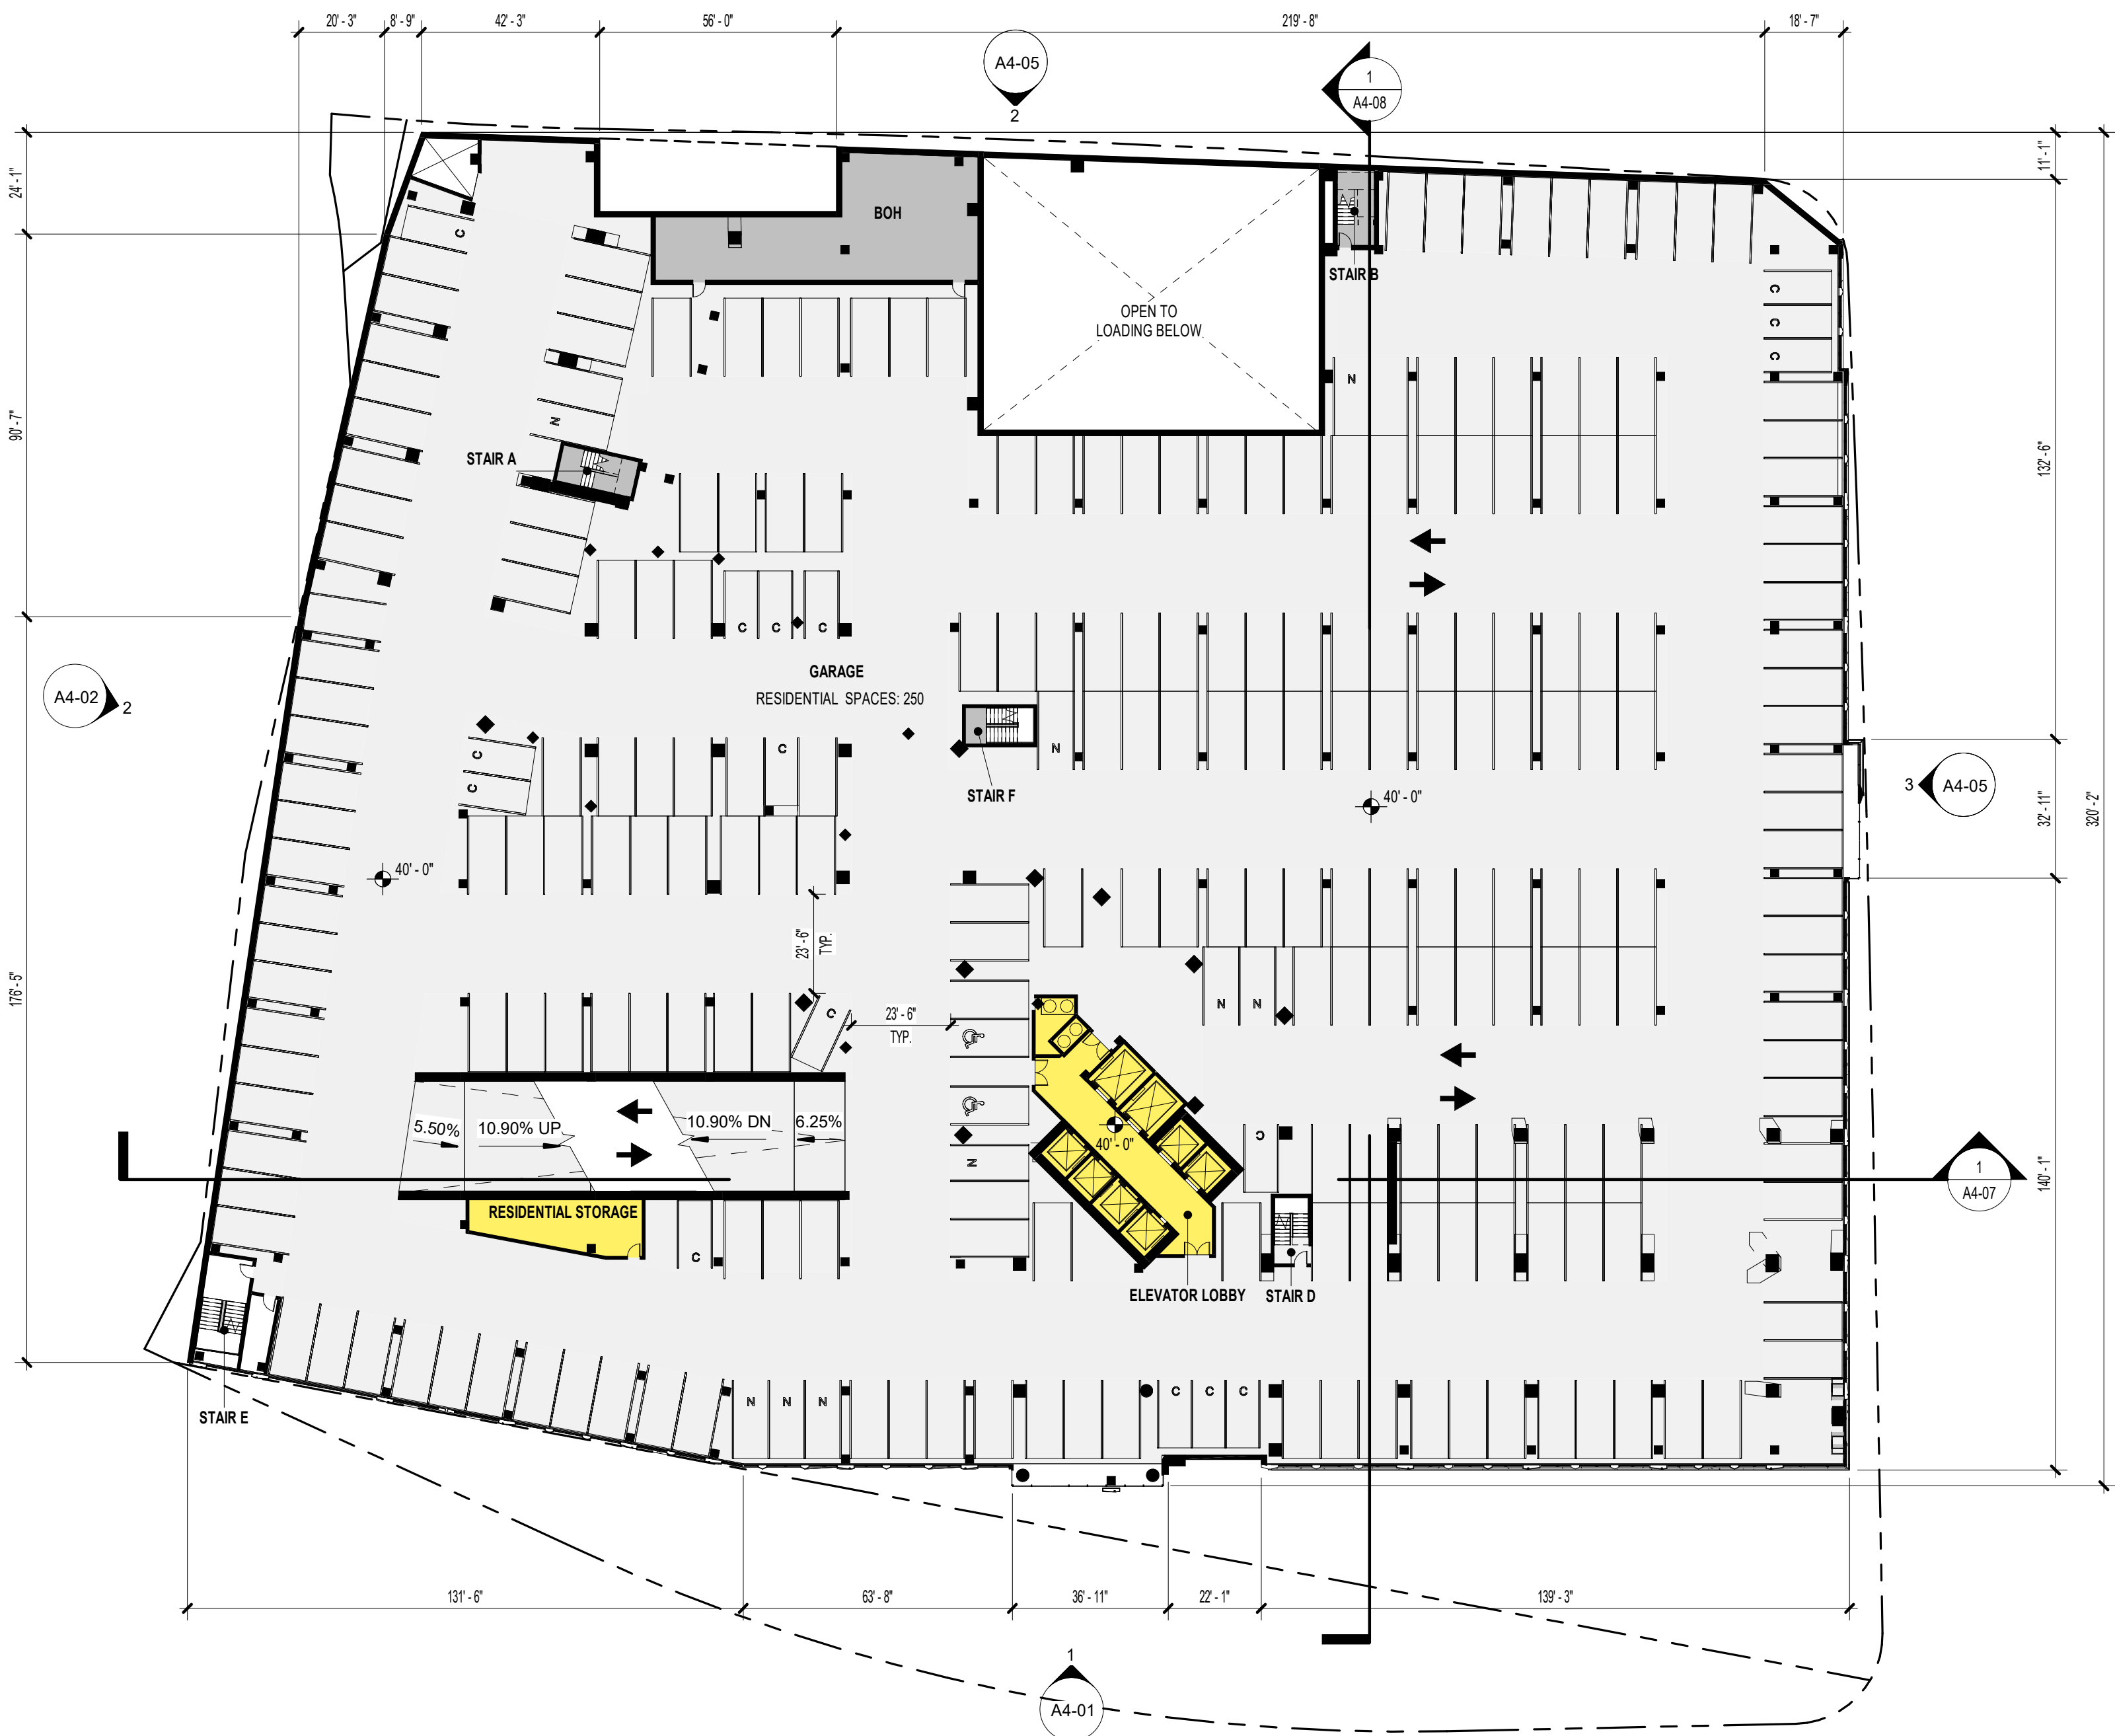 20' - 3"
8' - 9"
42' - 3"
56' - 0"
219' - 8"
18' - 7"
A4-05
2
1
A4-08
24' - 1"
11' - 1"
C
BOH
STAIR B
OPEN TO
LOADING BELOW
C
C
C
N
90' - 7"
N
STAIR A
132' - 6"
C
C
C
GARAGE
RESIDENTIAL SPACES: 250
A4-02
2
STAIR F
N
C
C
C
40' - 0"
3
A4-05
32' - 11"
320' - 2"
40' - 0"
23' - 6"
TYP.
176' - 5"
23' - 6"
TYP.
C
N
N
5.50%
10.90% UP
10.90% DN
6.25%
40' - 0"
C
N
1
A4-07
140' - 1"
RESIDENTIAL STORAGE
C
ELEVATOR LOBBY
STAIR D
STAIR E
N
N
N
C
C
C
131' - 6"
63' - 8"
36' - 11"
22' - 1"
139' - 3"
1
A4-01